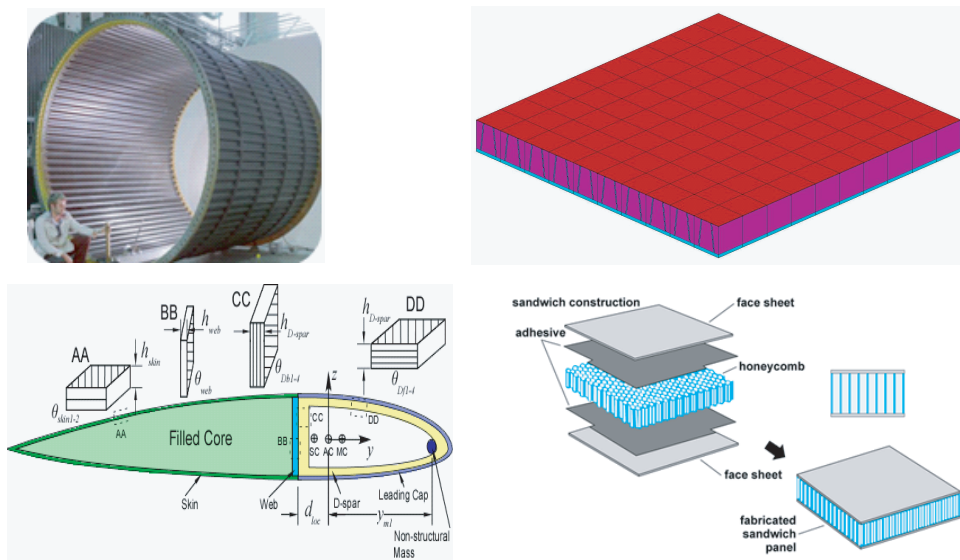 AA
h_skin
θ_skin1-2
BB
h_web
θ_web
CC
h_D-spar
θ_Db1-4
DD
h_D-spar
θ_Df1-4
z
AA
Filled Core
BB
CC
DD
SC AC MC
y
Skin
Web
d_loc
D-spar
Leading Cap
y_m1
Non-structural
Mass
sandwich construction
face sheet
adhesive
honeycomb
face sheet
fabricated
sandwich
panel